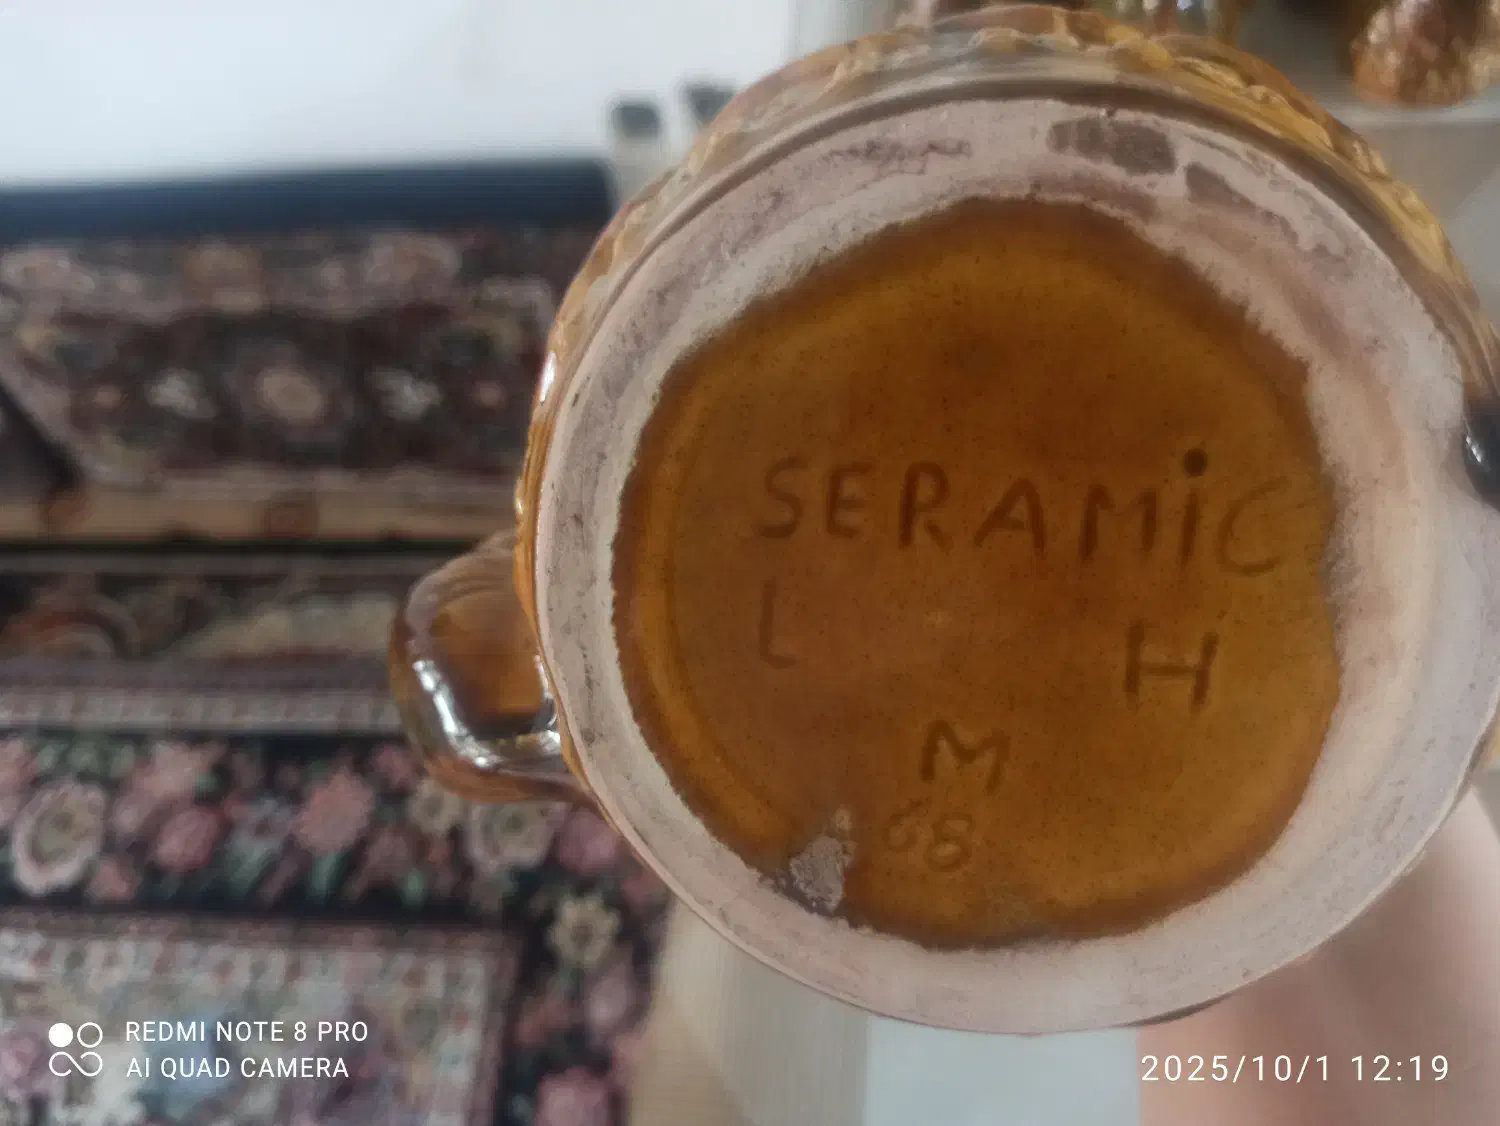 SERAMiC
L H
M
68
REDMI NOTE 8 PRO
AI QUAD CAMERA
2025/10/1 12:19